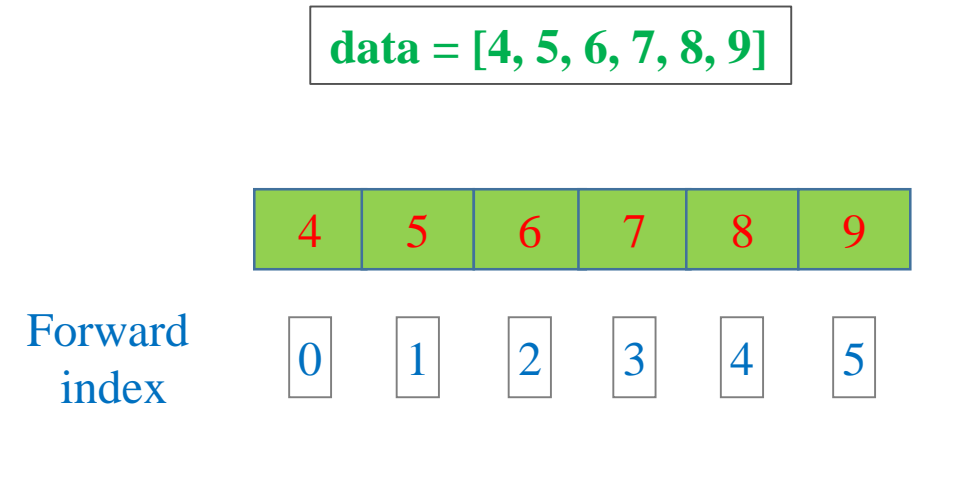 data = [4, 5, 6, 7, 8, 9]
4 5 6 7 8 9
Forward
index
0 1 2 3 4 5